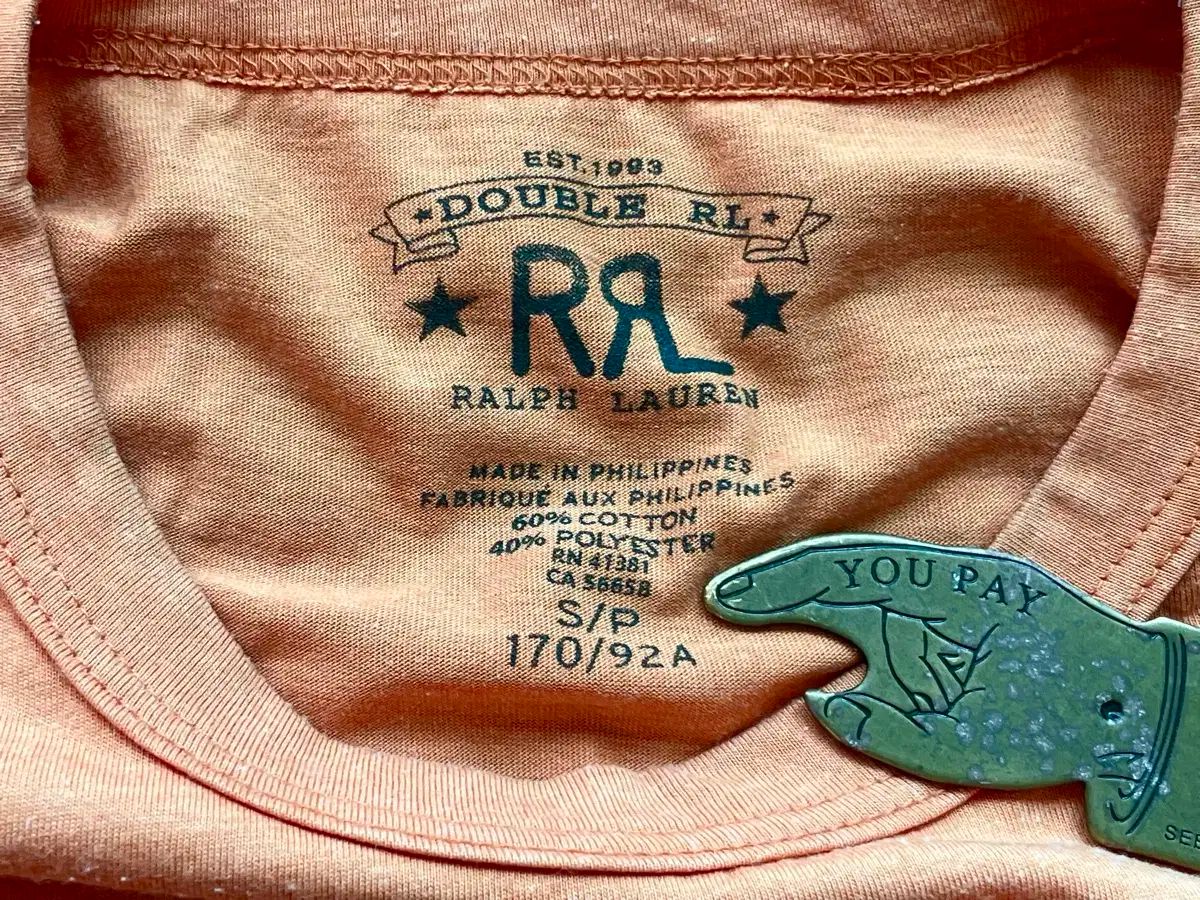 EST. 1993
★DOUBLE RL★
RRL
RALPH LAUREN
MADE IN PHILIPPINES
FABRIQUÉ AUX PHILIPPINES
60% COTTON
40% POLYESTER
RN 41381
CA 56658
S/P
170/92A
YOU PAY